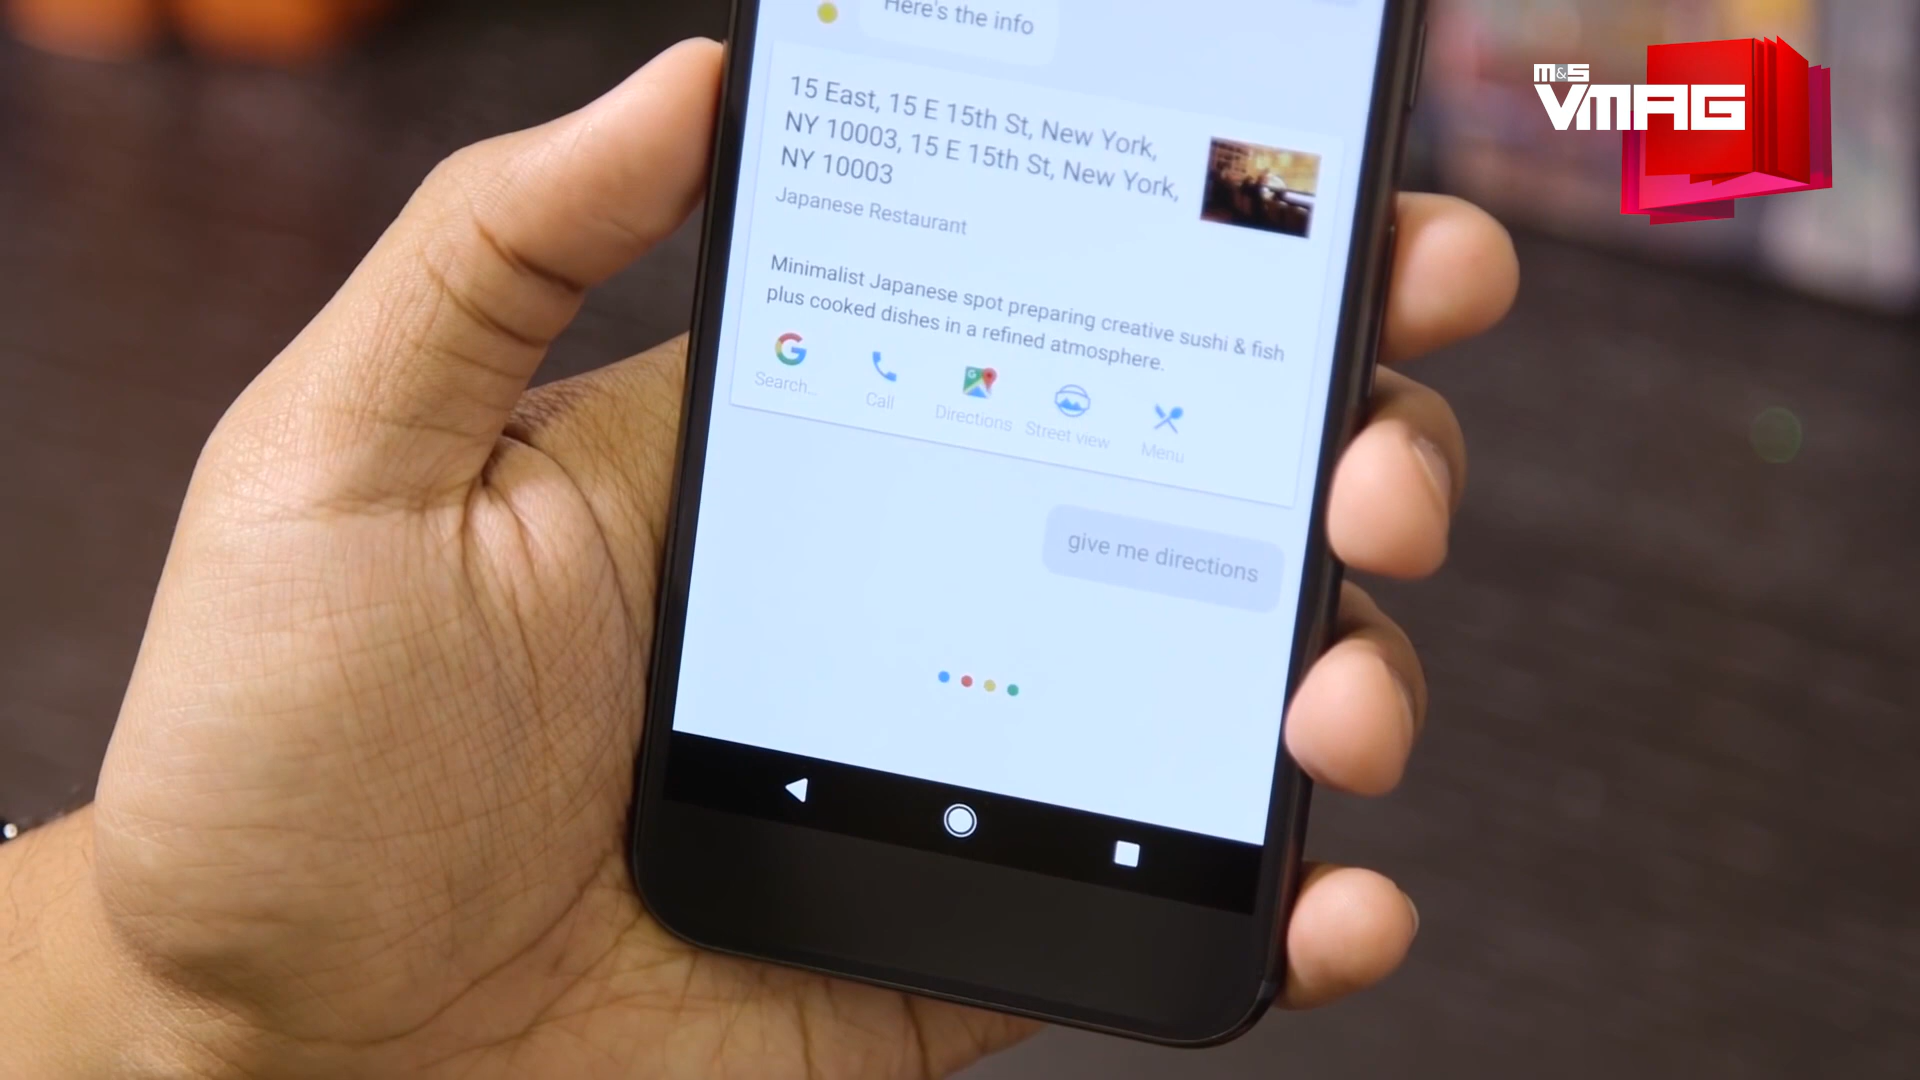 Here's the info
M&S
VMAG
15 East, 15 E 15th St, New York,
NY 10003, 15 E 15th St, New York,
NY 10003
Japanese Restaurant
Minimalist Japanese spot preparing creative sushi & fish
plus cooked dishes in a refined atmosphere.
G
Search...
Call
Directions
Street view
Menu
give me directions